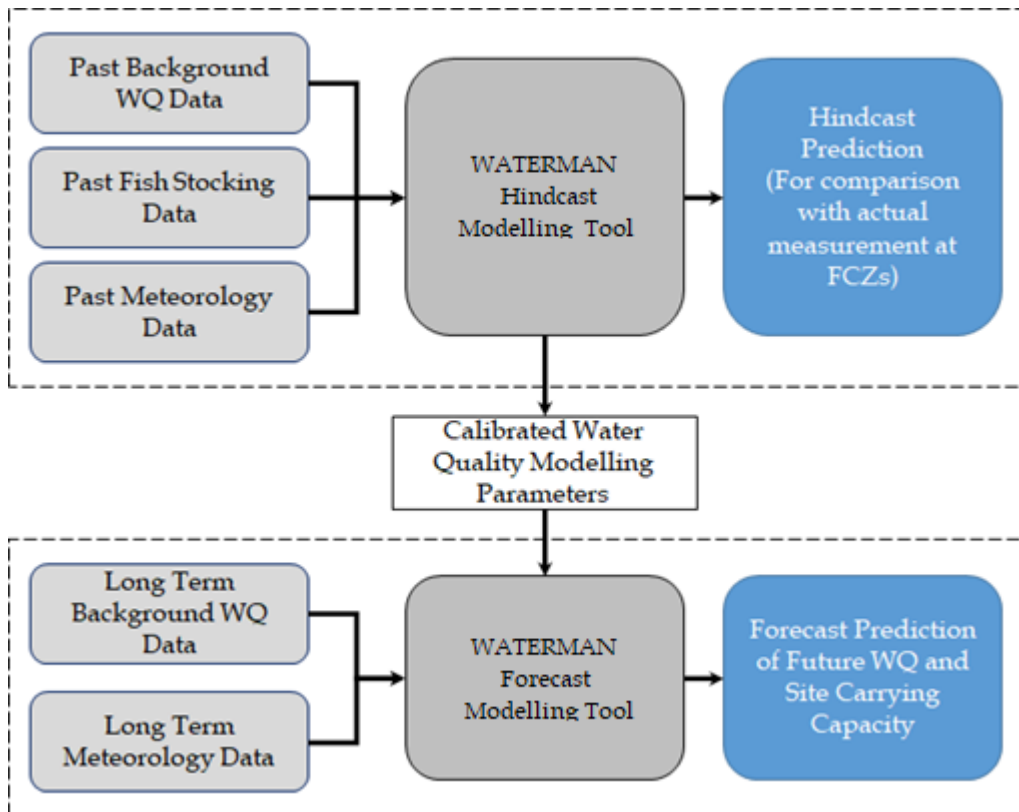 Past Background
WQ Data
Past Fish Stocking
Data
Past Meteorology
Data
WATERMAN
Hindcast
Modelling Tool
Hindcast
Prediction
(For comparison
with actual
measurement at
FCZs)
Calibrated Water
Quality Modelling
Parameters
Long Term
Background WQ
Data
Long Term
Meteorology Data
WATERMAN
Forecast
Modelling Tool
Forecast Prediction
of Future WQ and
Site Carrying
Capacity